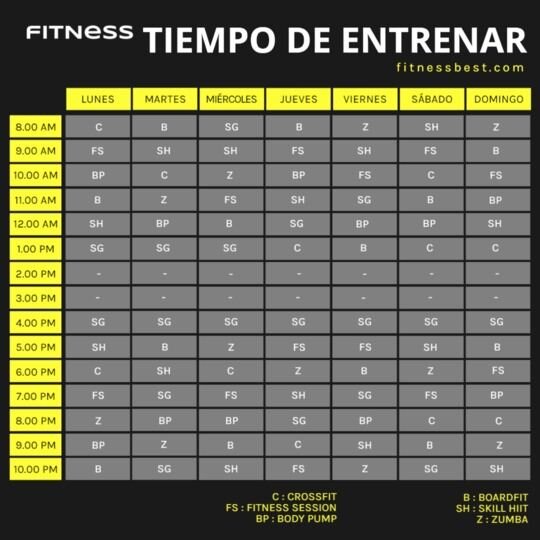 FITNESS TIEMPO DE ENTRENAR
fitnessbest.com
LUNES MARTES MIÉRCOLES JUEVES VIERNES SÁBADO DOMINGO
8.00 AM C B SG B Z SH Z
9.00 AM FS SH SH FS SH FS B
10.00 AM BP C Z BP FS C FS
11.00 AM B Z FS SH SG B BP
12.00 AM SH BP B SG BP BP SH
1.00 PM SG SG SG C B C C
2.00 PM - - - - - - -
3.00 PM - - - - - - -
4.00 PM SG SG SG SG SG SG SG
5.00 PM SH B Z FS FS SH B
6.00 PM C SH C Z B Z FS
7.00 PM FS SG FS SH SG FS BP
8.00 PM Z BP BP SG BP C C
9.00 PM BP Z B C SH B Z
10.00 PM B SG SH FS Z SG SH
C : CROSSFIT
FS : FITNESS SESSION
BP : BODY PUMP
B : BOARDFIT
SH : SKILL HIIT
Z : ZUMBA